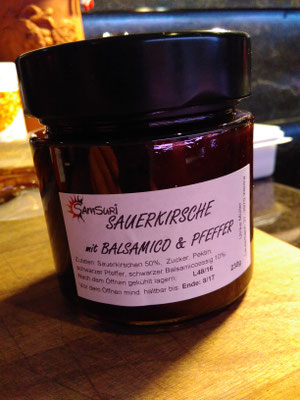 SamSuri
SAUERKIRSCHE
mit BALSAMICO & PFEFFER
Zutaten: Sauerkirschen 50%, Zucker, Pektin,
schwarzer Pfeffer, schwarzer Balsamicoessig 10%
Nach dem Öffnen gekühlt lagern. L48/16
Vor dem Öffnen mind. haltbar bis: Ende: 8/17
235g